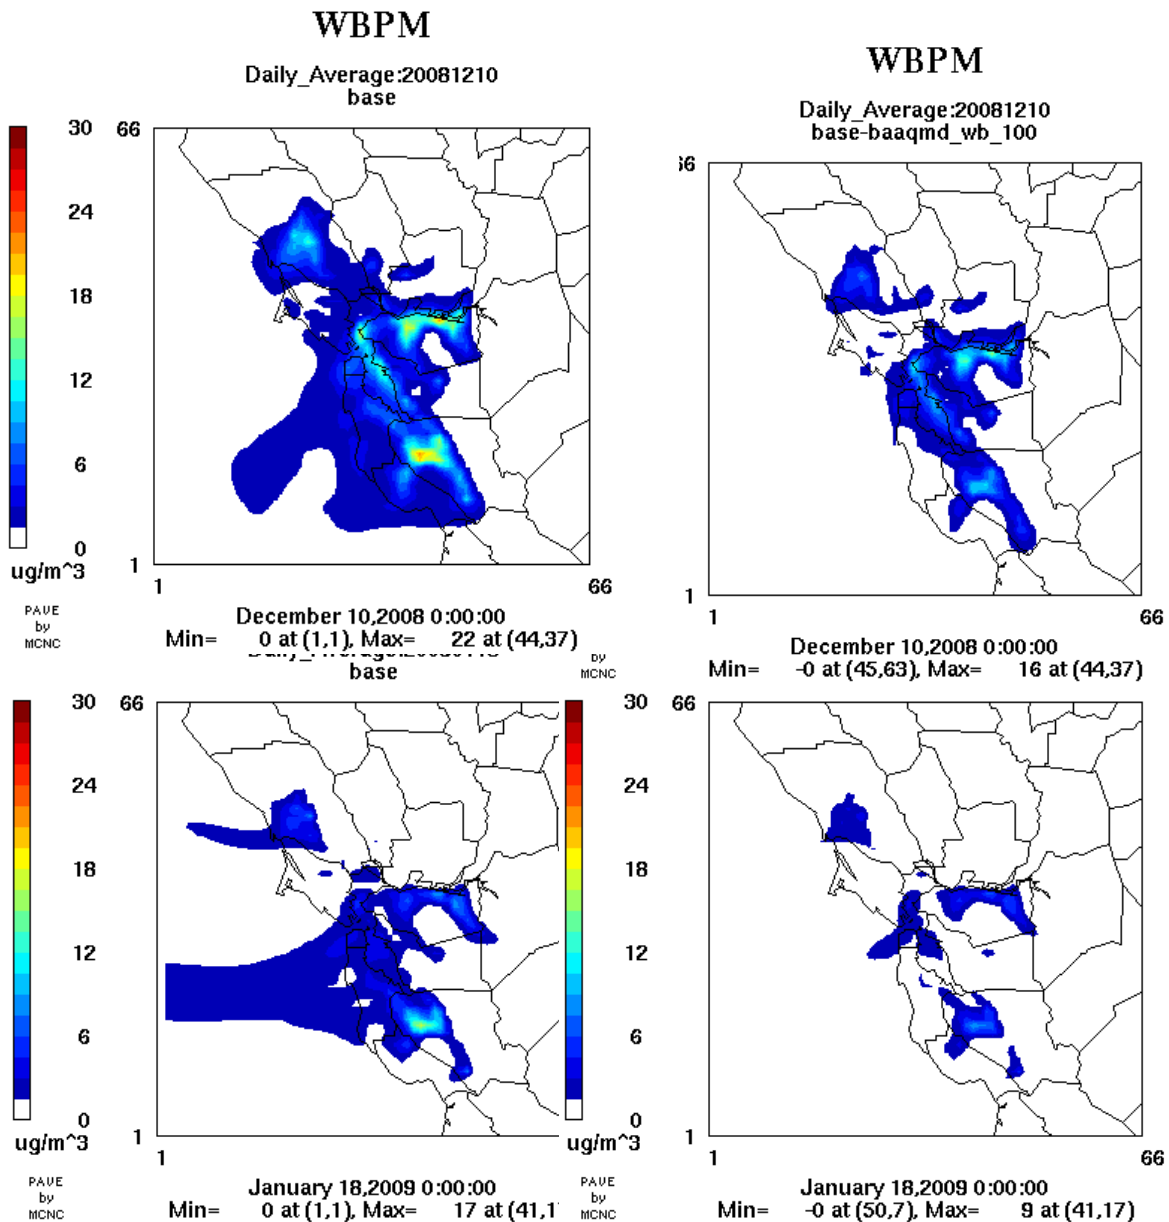 WBPM
Daily_Average:20081210
base
30
24
18
12
6
0
ug/m^3
PAVE
by
MCNC
66
1
1
66
December 10,2008 0:00:00
Min= 0 at (1,1), Max= 22 at (44,37)
WBPM
Daily_Average:20081210
base-baaqmd_wb_100
66
1
1
66
December 10,2008 0:00:00
Min= -0 at (45,63), Max= 16 at (44,37)
by
MCNC
base
30
24
18
12
6
0
ug/m^3
PAVE
by
MCNC
66
1
1
January 18,2009 0:00:00
Min= 0 at (1,1), Max= 17 at (41,1
30
24
18
12
6
0
ug/m^3
PAVE
by
MCNC
66
1
1
66
January 18,2009 0:00:00
Min= -0 at (50,7), Max= 9 at (41,17)